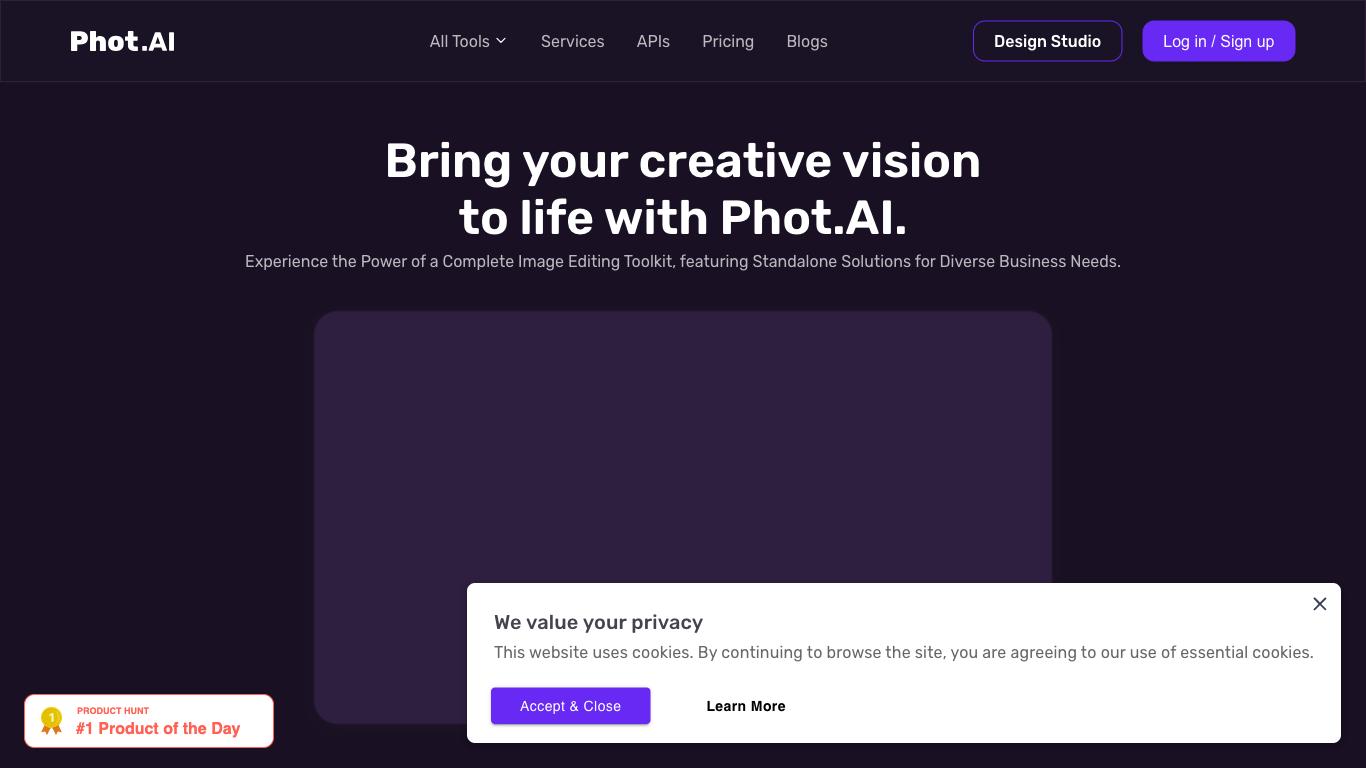 Phot.AI
All Tools
Services
APIs
Pricing
Blogs
Design Studio
Log in / Sign up
Bring your creative vision
to life with Phot.AI.
Experience the Power of a Complete Image Editing Toolkit, featuring Standalone Solutions for Diverse Business Needs.
We value your privacy
This website uses cookies. By continuing to browse the site, you are agreeing to our use of essential cookies.
Accept & Close
Learn More
1
PRODUCT HUNT
#1 Product of the Day